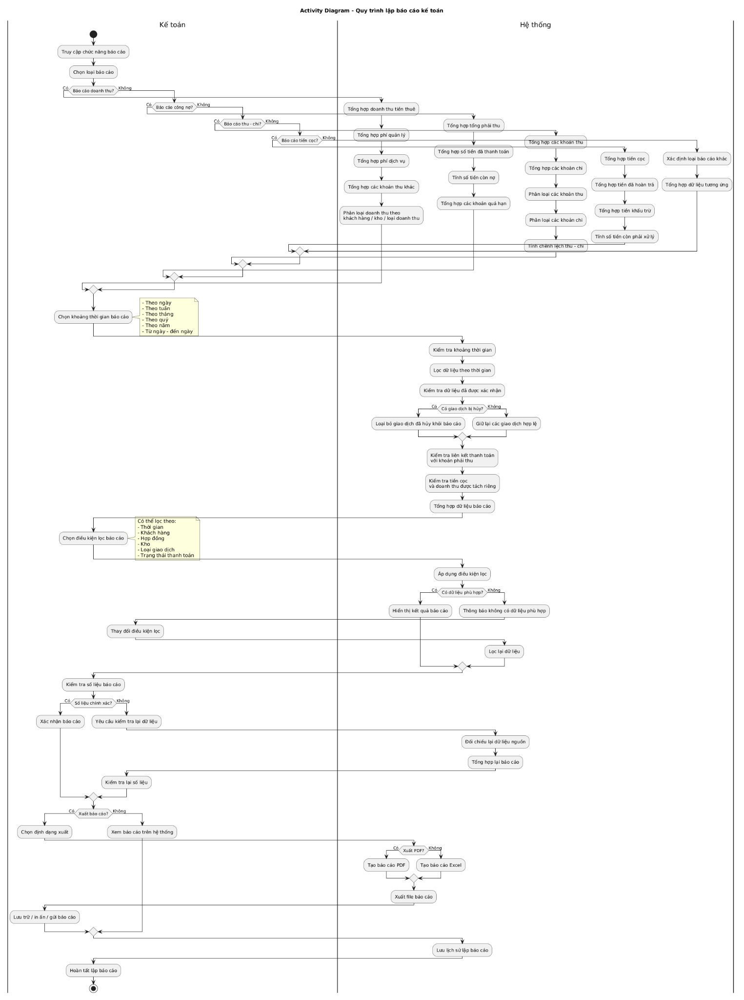 Activity Diagram - Quy trình lập báo cáo kế toán
Kế toán
Hệ thống
Truy cập chức năng báo cáo
Chọn loại báo cáo
Có
Báo cáo doanh thu?
Không
Có
Báo cáo công nợ?
Không
Tổng hợp doanh thu tiền thuê
Có
Báo cáo thu - chi?
Không
Tổng hợp tổng phải thu
Có
Báo cáo tiền cọc?
Không
Tổng hợp phí quản lý
Tổng hợp các khoản thu
Tổng hợp số tiền đã thanh toán
Tổng hợp tiền cọc
Xác định loại báo cáo khác
Tổng hợp phí dịch vụ
Tổng hợp các khoản chi
Tính số tiền còn nợ
Tổng hợp các khoản thu khác
Tổng hợp tiền đã hoàn trả
Tổng hợp dữ liệu tương ứng
Phân loại các khoản thu
Tổng hợp các khoản quá hạn
Phân loại doanh thu theo
khách hàng / kho / loại doanh thu
Tổng hợp tiền khấu trừ
Phân loại các khoản chi
Tính số tiền còn phải xử lý
Tính chênh lệch thu - chi
Chọn khoảng thời gian báo cáo
- Theo ngày
- Theo tuần
- Theo tháng
- Theo quý
- Theo năm
- Từ ngày - đến ngày
Kiểm tra khoảng thời gian
Lọc dữ liệu theo thời gian
Kiểm tra dữ liệu đã được xác nhận
Có
Có giao dịch bị hủy?
Không
Loại bỏ giao dịch đã hủy khỏi báo cáo
Giữ lại các giao dịch hợp lệ
Kiểm tra liên kết thanh toán
với khoản phải thu
Kiểm tra tiền cọc
và doanh thu được tách riêng
Tổng hợp dữ liệu báo cáo
Chọn điều kiện lọc báo cáo
Có thể lọc theo:
- Thời gian
- Khách hàng
- Hợp đồng
- Kho
- Loại giao dịch
- Trạng thái thanh toán
Áp dụng điều kiện lọc
Có
Có dữ liệu phù hợp?
Không
Hiển thị kết quả báo cáo
Thông báo không có dữ liệu phù hợp
Thay đổi điều kiện lọc
Lọc lại dữ liệu
Kiểm tra số liệu báo cáo
Có
Số liệu chính xác?
Không
Xác nhận báo cáo
Yêu cầu kiểm tra lại dữ liệu
Đối chiếu lại dữ liệu nguồn
Tổng hợp lại báo cáo
Kiểm tra lại số liệu
Có
Xuất báo cáo?
Không
Chọn định dạng xuất
Xem báo cáo trên hệ thống
Có
Xuất PDF?
Không
Tạo báo cáo PDF
Tạo báo cáo Excel
Xuất file báo cáo
Lưu trữ / in ấn / gửi báo cáo
Lưu lịch sử lập báo cáo
Hoàn tất lập báo cáo